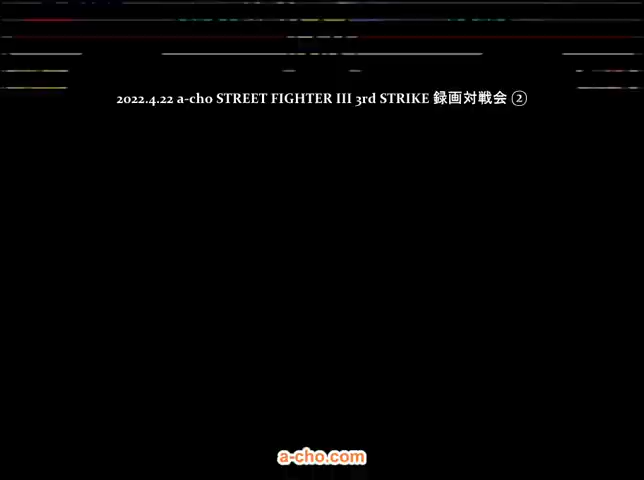 2022.4.22 a-cho STREET FIGHTER III 3rd STRIKE 録画対戦会 ②
a-cho.com